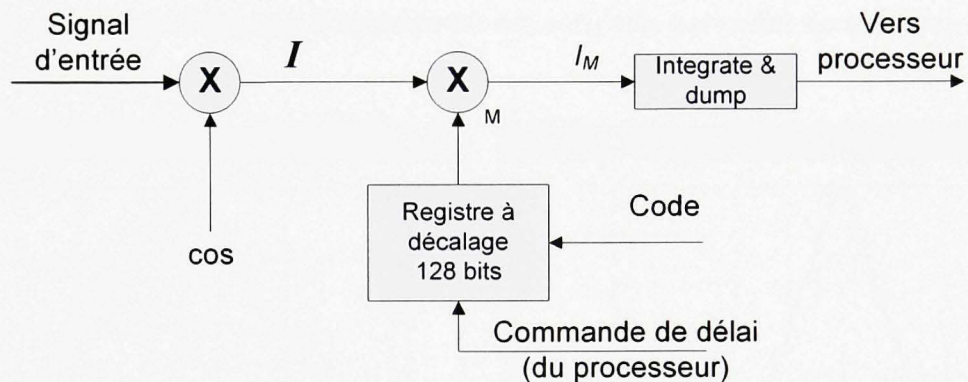 Signal
d'entrée
X
I
X
M
I_M
Integrate &
dump
Vers
processeur
cos
Registre à
décalage
128 bits
Code
Commande de délai
(du processeur)